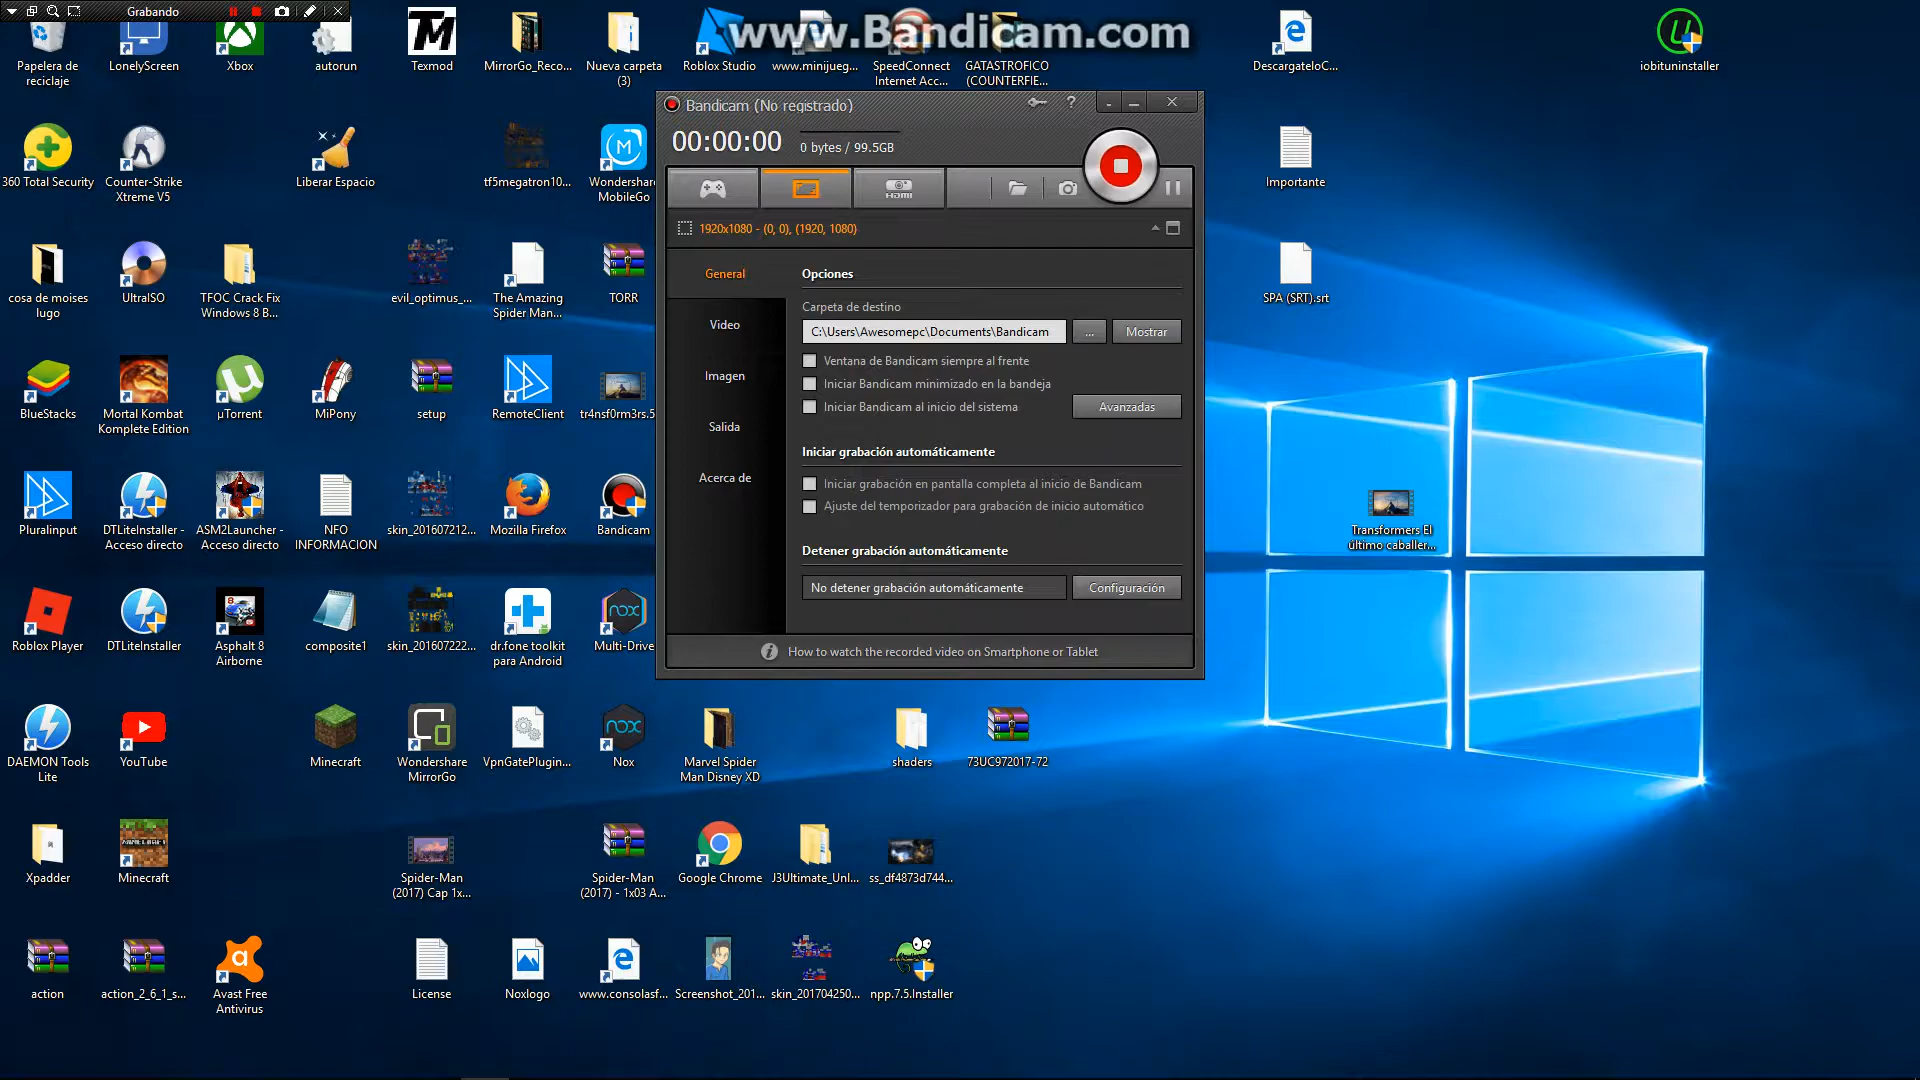 Grabando
www.Bandicam.com
Papelera de
reciclaje
LonelyScreen
Xbox
autorun
Texmod
MirrorGo_Reco...
Nueva carpeta
(3)
Roblox Studio
www.minijueg...
SpeedConnect
Internet Acc...
GATASTROFICO
(COUNTERFIE...
DescargateloC...
iobituninstaller
360 Total Security
Counter-Strike
Xtreme V5
Liberar Espacio
tf5megatron10...
Wondershare
MobileGo
Importante
cosa de moises
lugo
UltraISO
TFOC Crack Fix
Windows 8 B...
evil_optimus_...
The Amazing
Spider Man...
TORR
SPA (SRT).srt
BlueStacks
Mortal Kombat
Komplete Edition
µTorrent
MiPony
setup
RemoteClient
tr4nsf0rm3rs.5
Pluralinput
DTLiteInstaller -
Acceso directo
ASM2Launcher -
Acceso directo
NFO
INFORMACION
skin_201607212...
Mozilla Firefox
Bandicam
Transformers El
último caballer...
Roblox Player
DTLiteInstaller
Asphalt 8
Airborne
composite1
skin_201607222...
dr.fone toolkit
para Android
Multi-Drive
DAEMON Tools
Lite
YouTube
Minecraft
Wondershare
MirrorGo
VpnGatePlugin...
Nox
Marvel Spider
Man Disney XD
shaders
73UC972017-72
Xpadder
Minecraft
Spider-Man
(2017) Cap 1x...
Spider-Man
(2017) - 1x03 A...
Google Chrome
J3Ultimate_Unl...
ss_df4873d744...
action
action_2_6_1_s...
Avast Free
Antivirus
License
Noxlogo
www.consolasf...
Screenshot_201...
skin_201704250...
npp.7.5.Installer
Bandicam (No registrado)
?
00:00:00
0 bytes / 99.5GB
HDMI
1920x1080 - (0, 0), (1920, 1080)
General
Video
Imagen
Salida
Acerca de
Opciones
Carpeta de destino
C:\Users\Awesomepc\Documents\Bandicam
...
Mostrar
Ventana de Bandicam siempre al frente
Iniciar Bandicam minimizado en la bandeja
Iniciar Bandicam al inicio del sistema
Avanzadas
Iniciar grabación automáticamente
Iniciar grabación en pantalla completa al inicio de Bandicam
Ajuste del temporizador para grabación de inicio automático
Detener grabación automáticamente
No detener grabación automáticamente
Configuración
How to watch the recorded video on Smartphone or Tablet